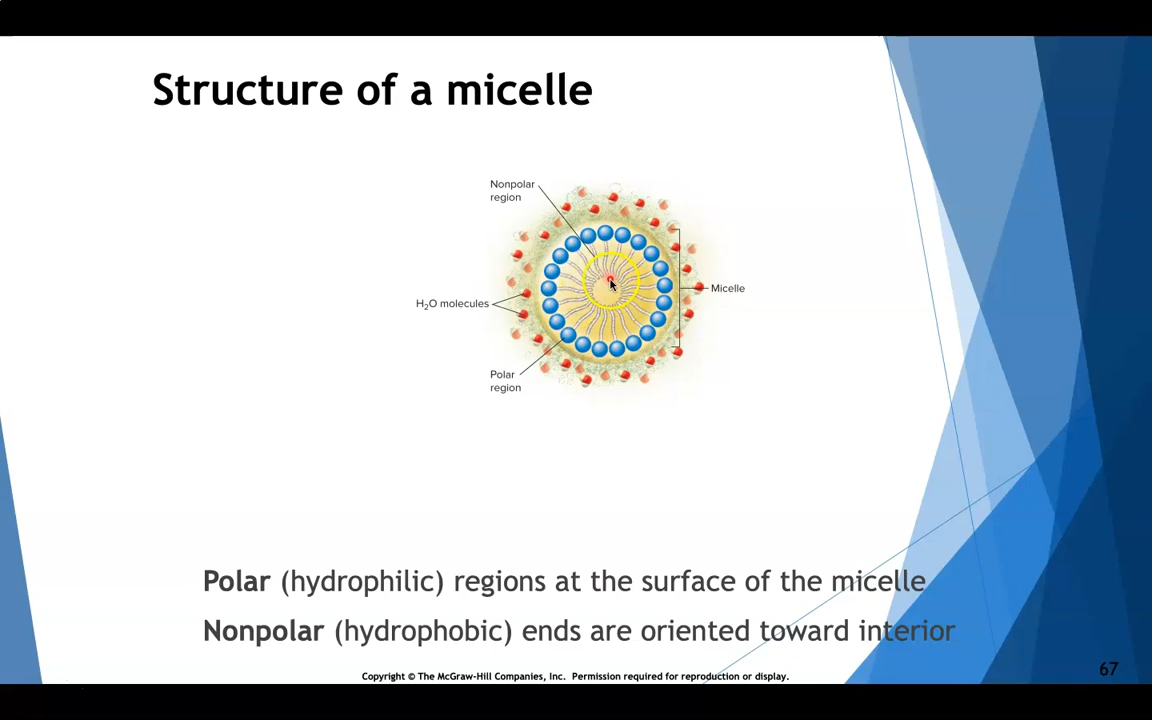 Structure of a micelle
Nonpolar
region
H₂O molecules
Micelle
Polar
region
Polar (hydrophilic) regions at the surface of the micelle
Nonpolar (hydrophobic) ends are oriented toward interior
Copyright © The McGraw-Hill Companies, Inc. Permission required for reproduction or display.
67